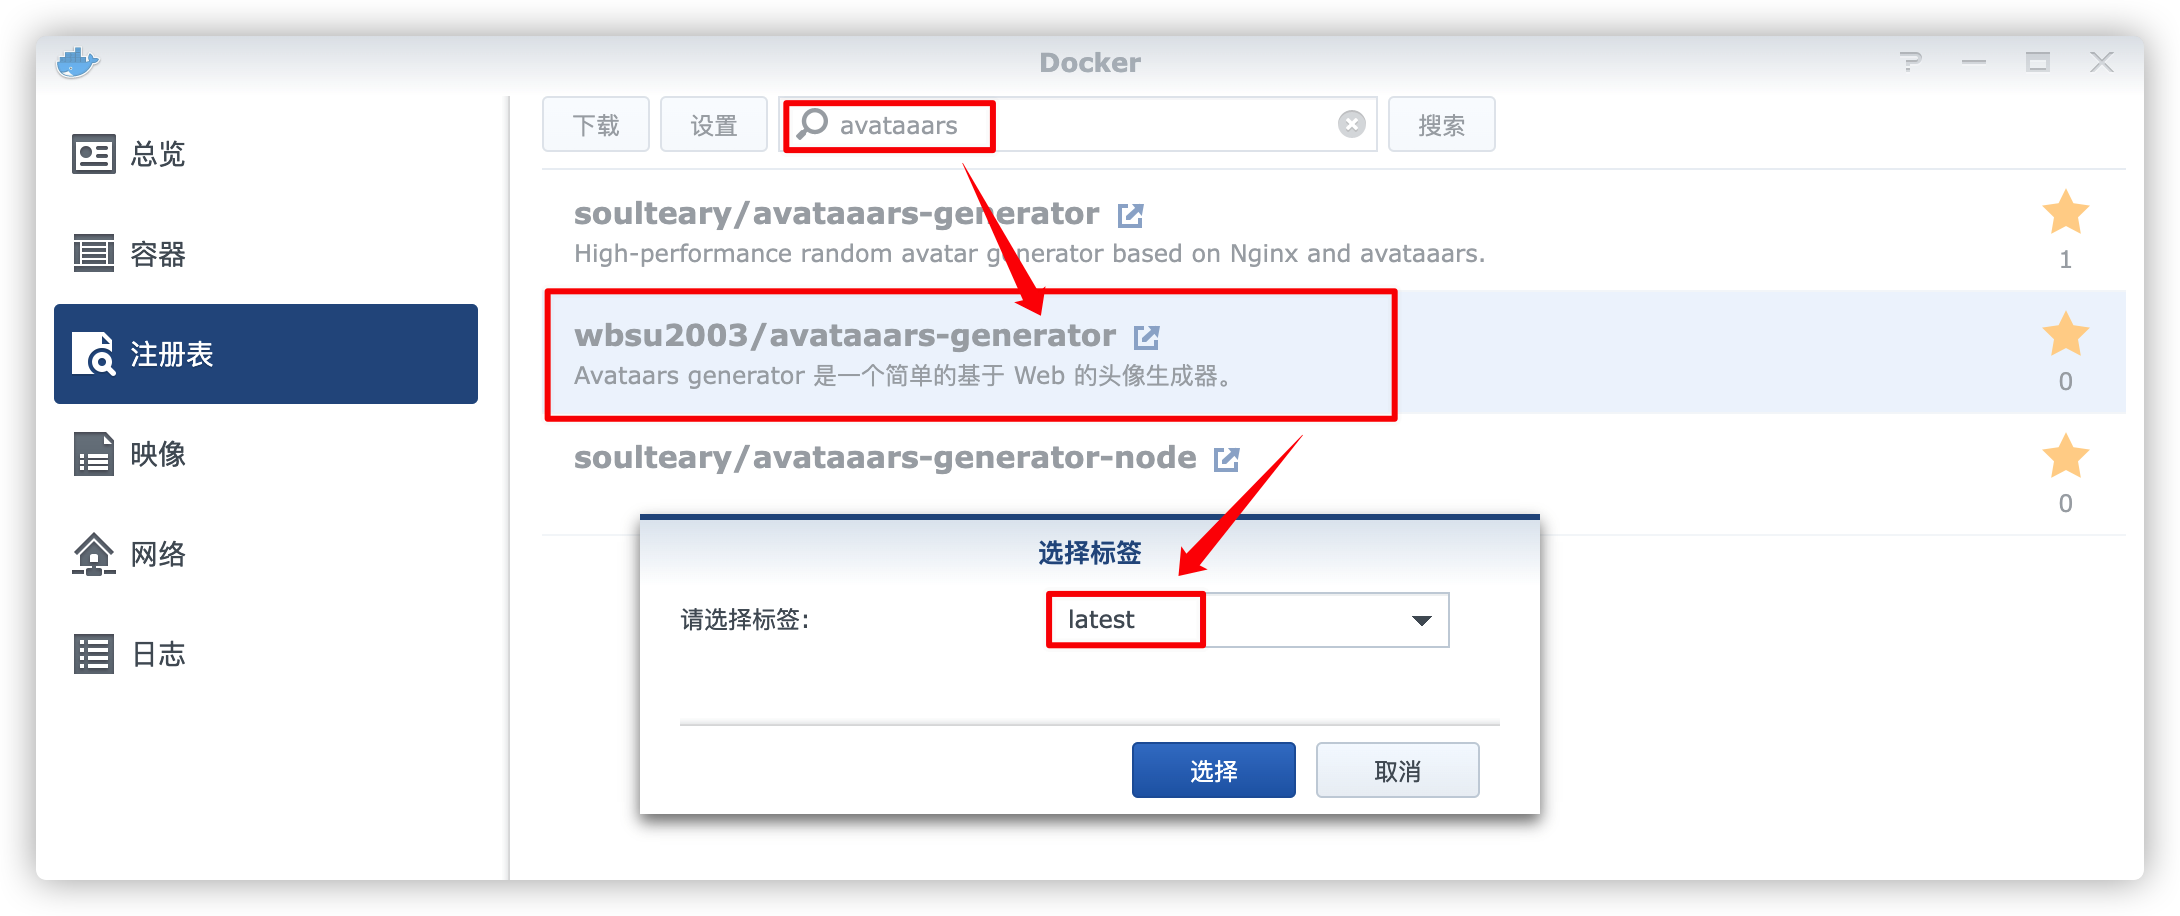 Docker
总览
容器
注册表
映像
网络
日志
下载 设置 avataaars 搜索
soulteary/avataaars-generator
High-performance random avatar generator based on Nginx and avataaars.
1
wbsu2003/avataaars-generator
Avataars generator 是一个简单的基于 Web 的头像生成器。
0
soulteary/avataaars-generator-node
0
选择标签
请选择标签: latest
选择 取消